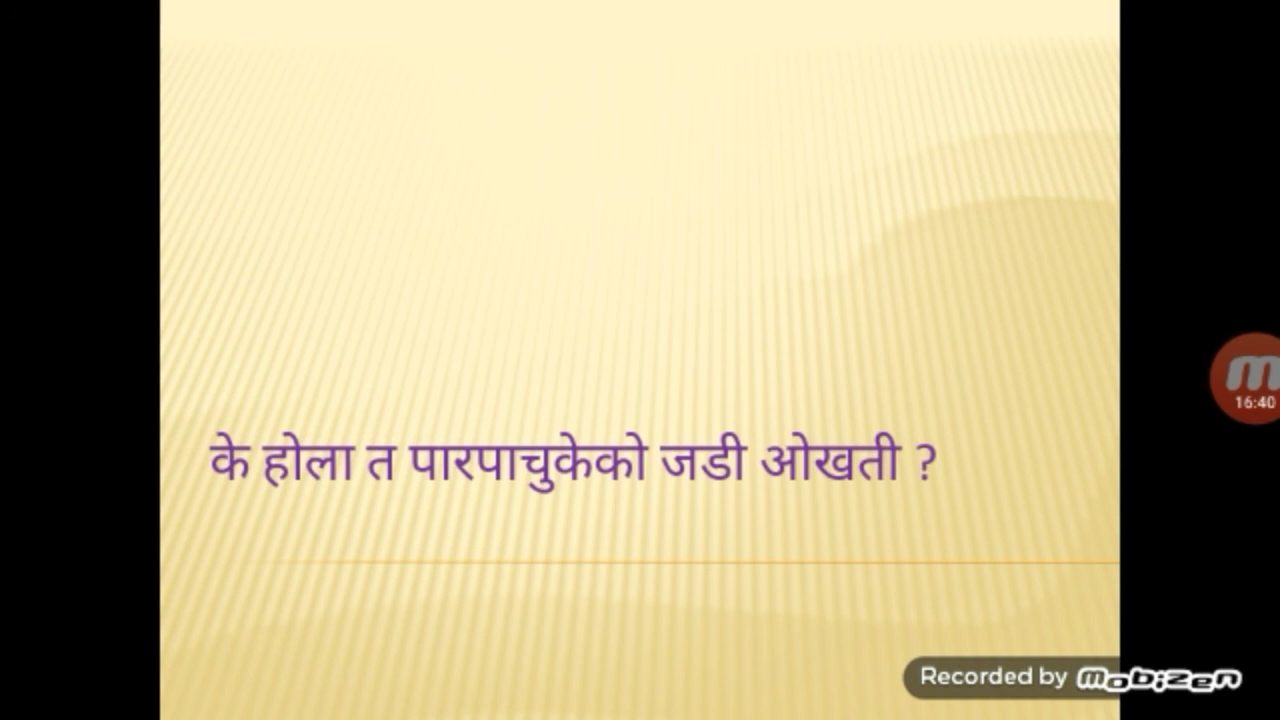 के होला त पारपाचुकेको जडी ओखती ?
16:40
Recorded by mobizen